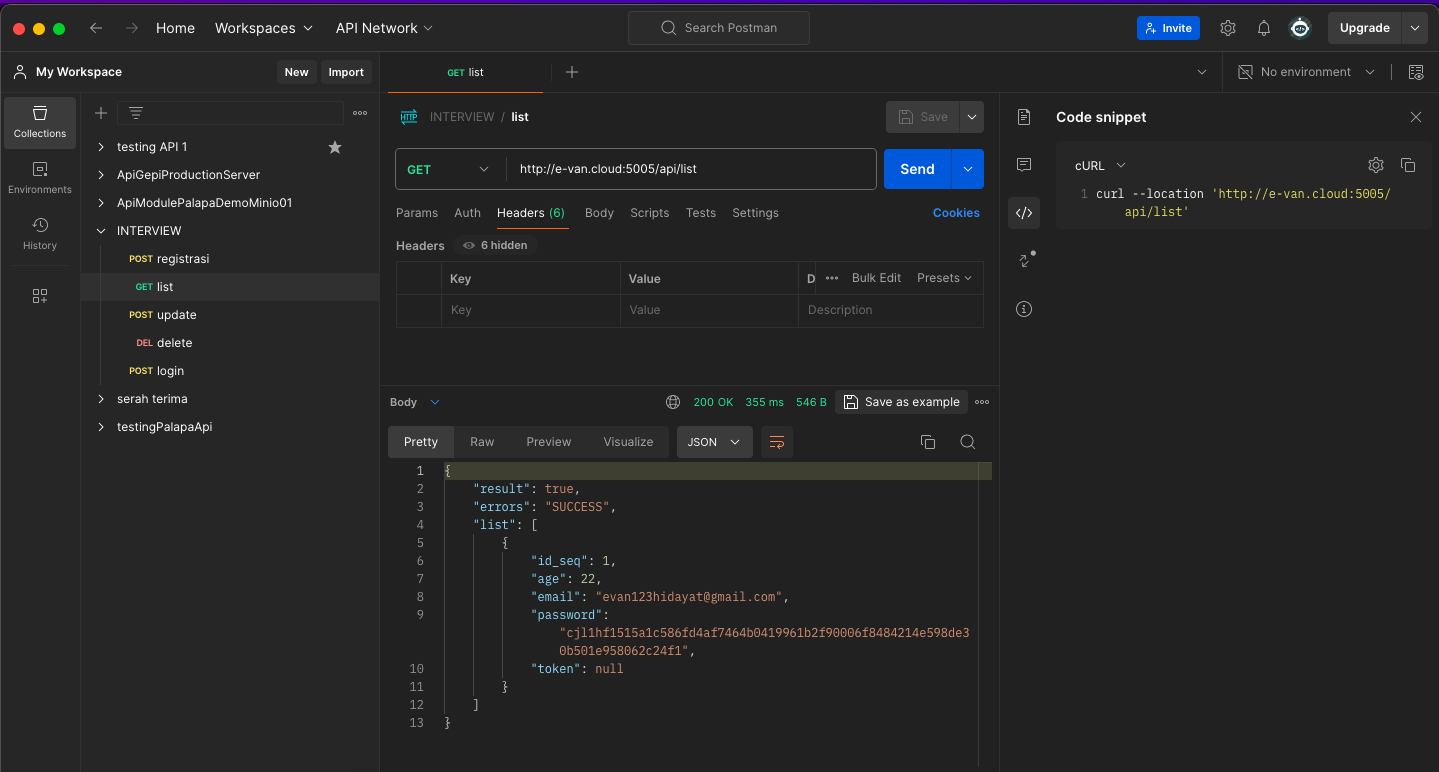 Home Workspaces API Network Search Postman Invite Upgrade
My Workspace New Import
GET list No environment
Collections
Environments
History
testing API 1
ApiGepiProductionServer
ApiModulePalapaDemoMinio01
INTERVIEW
POST registrasi
GET list
POST update
DEL delete
POST login
serah terima
testingPalapaApi
HTTP INTERVIEW / list Save
GET http://e-van.cloud:5005/api/list Send
Params Auth Headers (6) Body Scripts Tests Settings Cookies
Headers 6 hidden
Key Value D Bulk Edit Presets
Key Value Description
Body 200 OK 355 ms 546 B Save as example
Pretty Raw Preview Visualize JSON
1 {
2 "result": true,
3 "errors": "SUCCESS",
4 "list": [
5 {
6 "id_seq": 1,
7 "age": 22,
8 "email": "evan123hidayat@gmail.com",
9 "password":
"cjl1hf1515a1c586fd4af7464b0419961b2f90006f8484214e598de3
0b501e958062c24f1",
10 "token": null
11 }
12 ]
13 }
Code snippet
cURL
1 curl --location 'http://e-van.cloud:5005/
api/list'